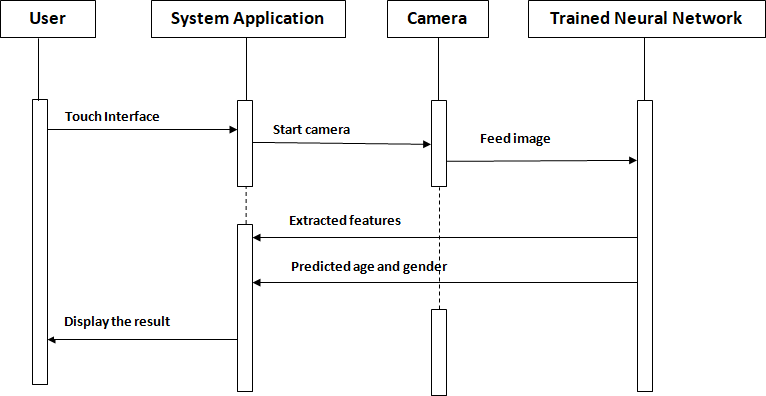 User
System Application
Camera
Trained Neural Network
Touch Interface
Start camera
Feed image
Extracted features
Predicted age and gender
Display the result